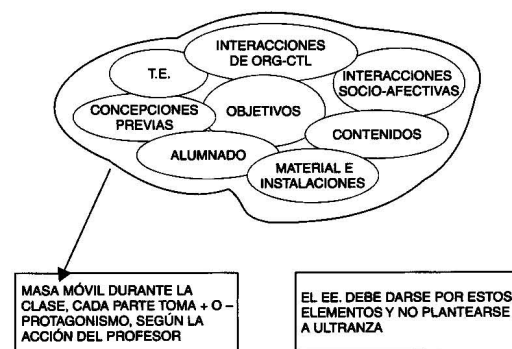 INTERACCIONES
DE ORG-CTL
T.E.
INTERACCIONES
SOCIO-AFECTIVAS
CONCEPCIONES
PREVIAS
OBJETIVOS
CONTENIDOS
ALUMNADO
MATERIAL E
INSTALACIONES
MASA MÓVIL DURANTE LA
CLASE, CADA PARTE TOMA + O –
PROTAGONISMO, SEGÚN LA
ACCIÓN DEL PROFESOR
EL EE. DEBE DARSE POR ESTOS
ELEMENTOS Y NO PLANTEARSE
A ULTRANZA